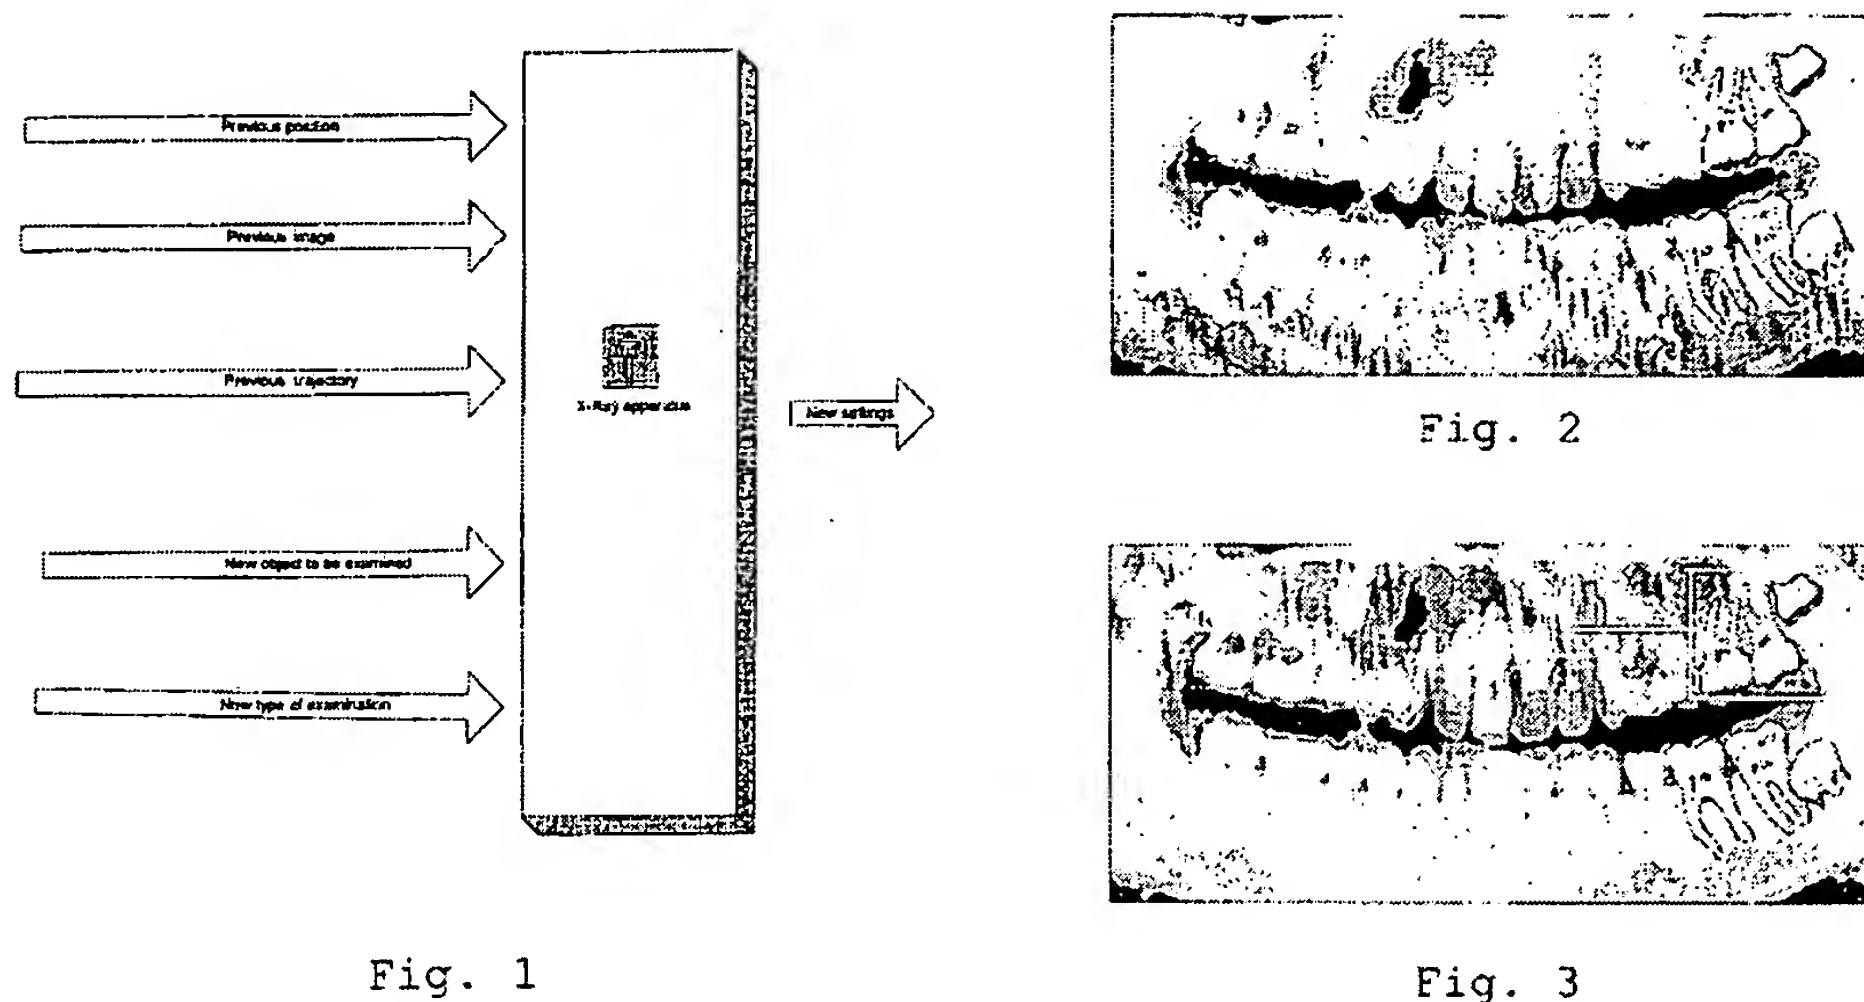 Previous position
Previous image
Previous trajectory
X-Ray apparatus
New settings
New object to be examined
New type of examination
Fig. 1
Fig. 2
Fig. 3